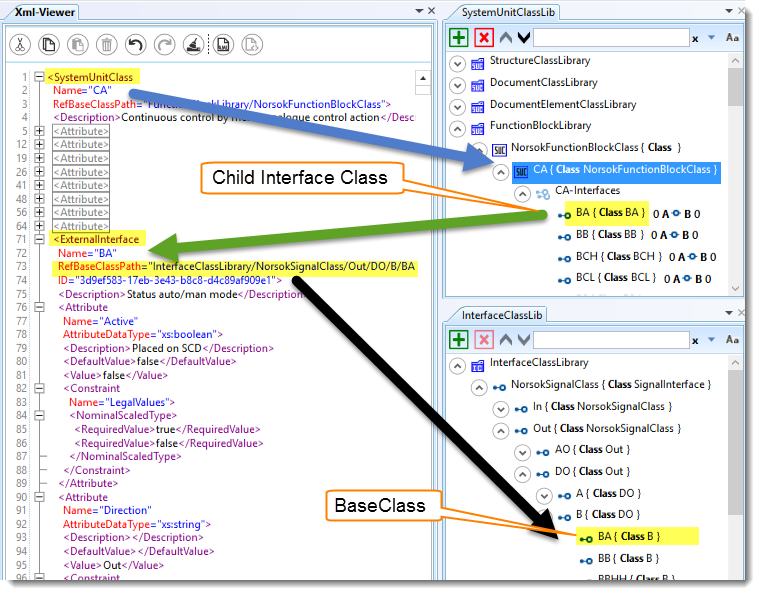 Xml-Viewer
1 <SystemUnitClass
2 Name="CA"
3 RefBaseClassPath="FunctionBlockLibrary/NorsokFunctionBlockClass">
4 <Description>Continuous control by analogue control action</Desc
5 <Attribute>
12 <Attribute>
19 <Attribute>
26 <Attribute>
41 <Attribute>
48 <Attribute>
56 <Attribute>
64 <Attribute>
71 <ExternalInterface
72 Name="BA"
73 RefBaseClassPath="InterfaceClassLibrary/NorsokSignalClass/Out/DO/B/BA
74 ID="3d9ef583-17eb-3e43-b8c8-d4c89af909e1">
75 <Description>Status auto/man mode</Description>
76 <Attribute
77 Name="Active"
78 AttributeDataType="xs:boolean">
79 <Description>Placed on SCD</Description>
80 <DefaultValue>false</DefaultValue>
81 <Value>false</Value>
82 <Constraint
83 Name="LegalValues">
84 <NominalScaledType>
85 <RequiredValue>true</RequiredValue>
86 <RequiredValue>false</RequiredValue>
87 </NominalScaledType>
88 </Constraint>
89 </Attribute>
90 <Attribute
91 Name="Direction"
92 AttributeDataType="xs:string">
93 <Description></Description>
94 <DefaultValue></DefaultValue>
95 <Value>Out</Value>
96 <Constraint
Child Interface Class
BaseClass
SystemUnitClassLib
x Aa
StructureClassLibrary
DocumentClassLibrary
DocumentElementClassLibrary
FunctionBlockLibrary
SUC NorsokFunctionBlockClass { Class }
SUC CA { Class NorsokFunctionBlockClass }
CA-Interfaces
BA { Class BA } 0 A B 0
BB { Class BB } 0 A B 0
BCH { Class BCH } 0 A B 0
BCL { Class BCL } 0 A B 0
InterfaceClassLib
x Aa
InterfaceClassLibrary
NorsokSignalClass { Class SignalInterface }
In { Class NorsokSignalClass }
Out { Class NorsokSignalClass }
AO { Class Out }
DO { Class Out }
A { Class DO }
B { Class DO }
BA { Class B }
BB { Class B }
BBHH { Class B }